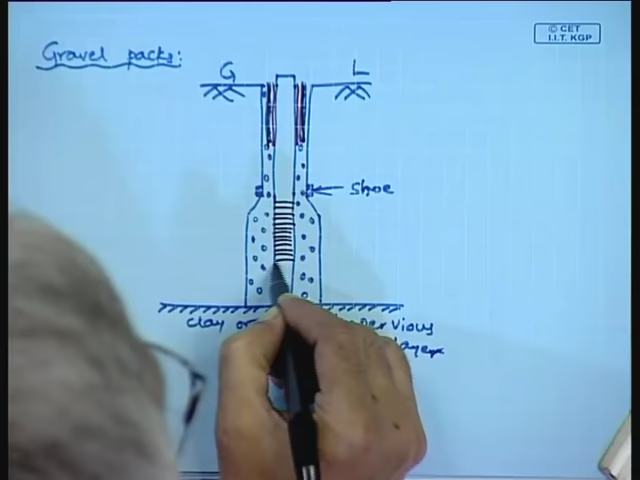 © CET
I.I.T. KGP
Gravel packs:
G L
Shoe
clay or pervious
layer